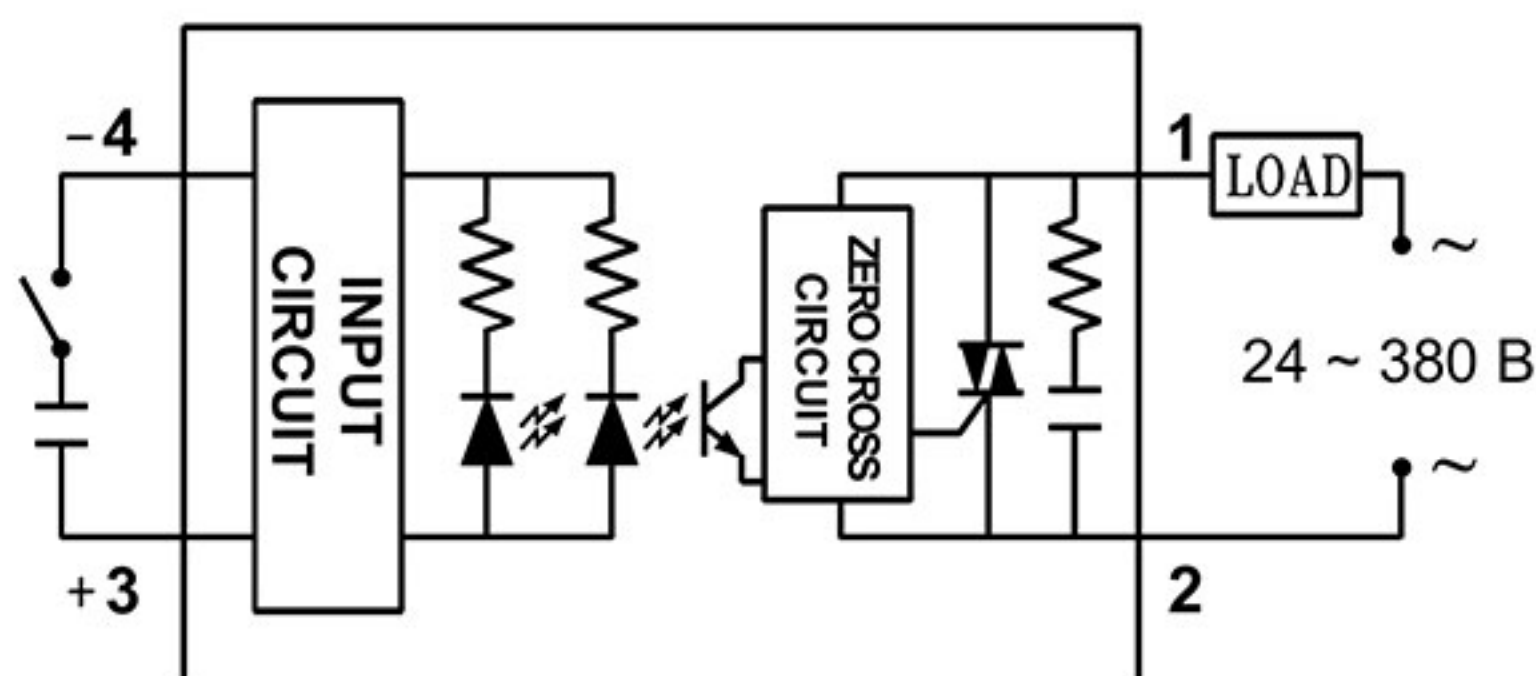 −4
1
LOAD
~
INPUT
CIRCUIT
ZERO CROSS
CIRCUIT
24 ~ 380 В
~
+3
2